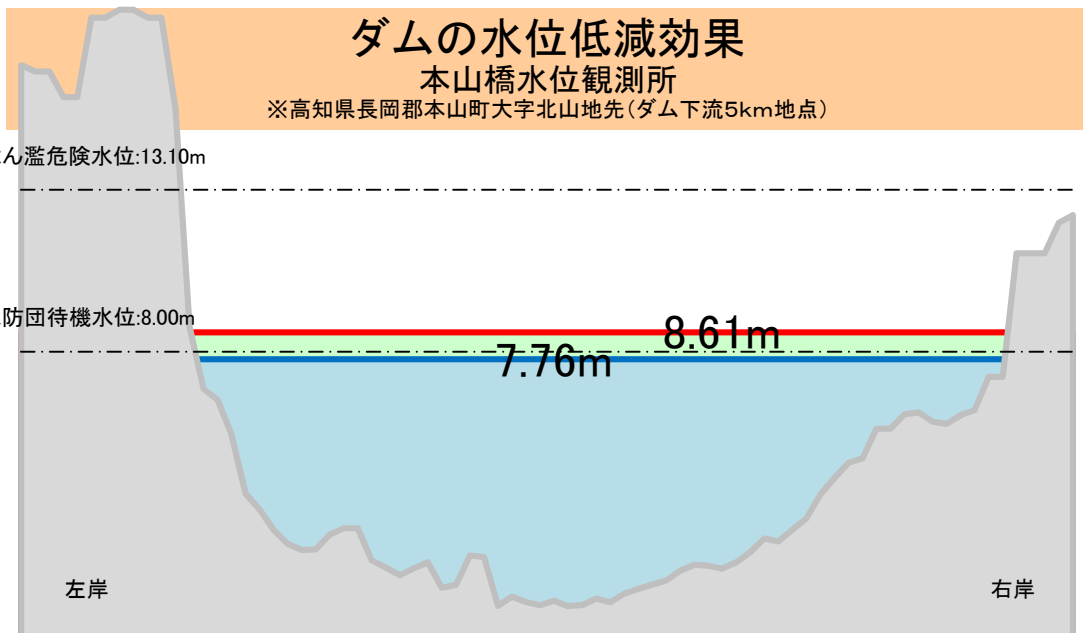 ダムの水位低減効果
本山橋水位観測所
※高知県長岡郡本山町大字北山地先(ダム下流5km地点)
ん濫危険水位:13.10m
防団待機水位:8.00m
8.61m
7.76m
左岸
右岸